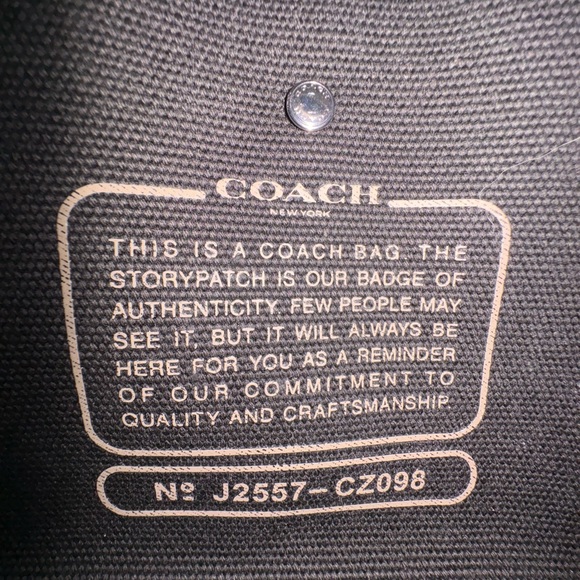 COACH
NEW YORK
THIS IS A COACH BAG. THE
STORYPATCH IS OUR BADGE OF
AUTHENTICITY. FEW PEOPLE MAY
SEE IT, BUT IT WILL ALWAYS BE
HERE FOR YOU AS A REMINDER
OF OUR COMMITMENT TO
QUALITY AND CRAFTSMANSHIP.
Nº J2557-CZ098